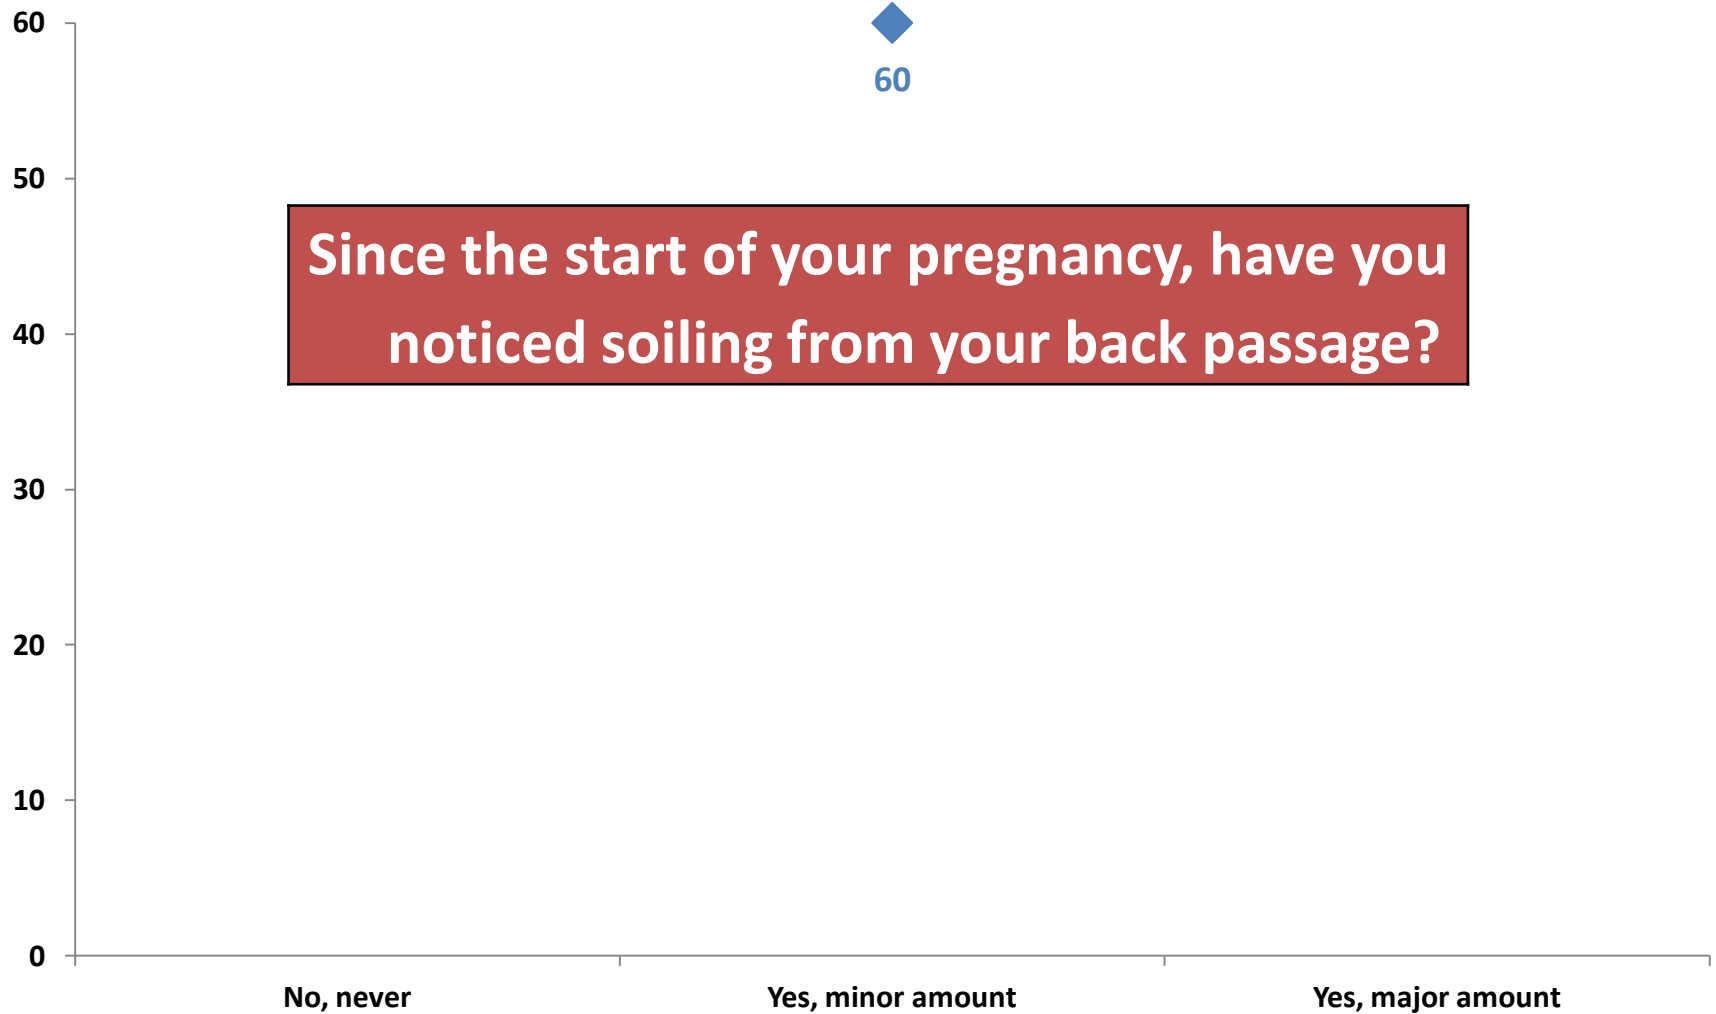 60
60
50
Since the start of your pregnancy, have you
noticed soiling from your back passage?
40
30
20
10
0
No, never Yes, minor amount Yes, major amount